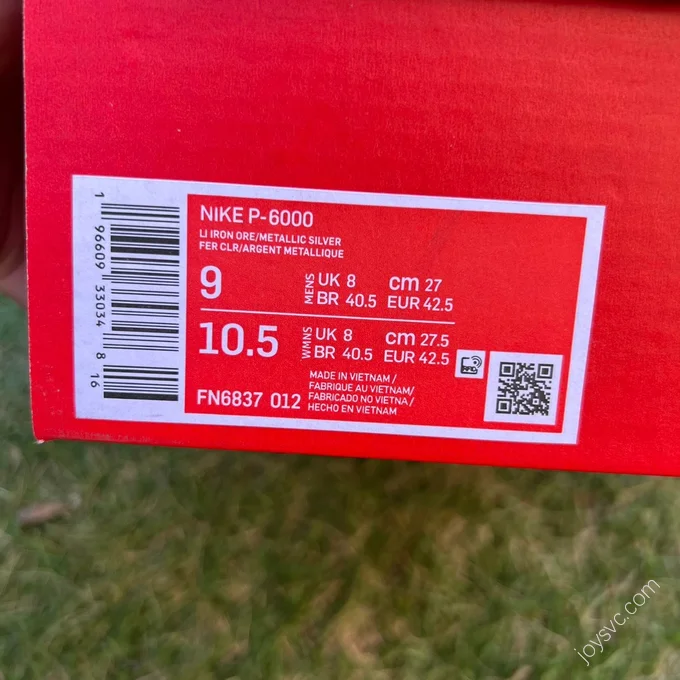 1 96609 33034 8 16
NIKE P-6000
LI IRON ORE/METALLIC SILVER
FER CLR/ARGENT METALLIQUE
9 MENS UK 8 cm 27
BR 40.5 EUR 42.5
10.5 WMNS UK 8 cm 27.5
BR 40.5 EUR 42.5
FN6837 012
MADE IN VIETNAM /
FABRIQUE AU VIETNAM/
FABRICADO NO VIETNA/
HECHO EN VIETNAM
joysvc.com